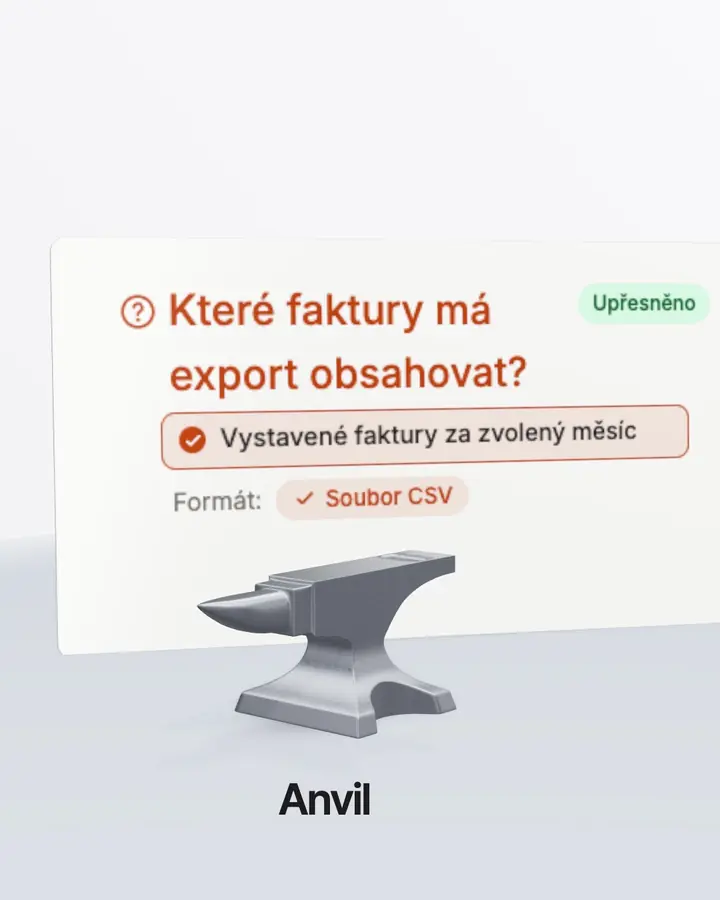 Které faktury má
export obsahovat?
Upřesněno
Vystavené faktury za zvolený měsíc
Formát: Soubor CSV
Anvil